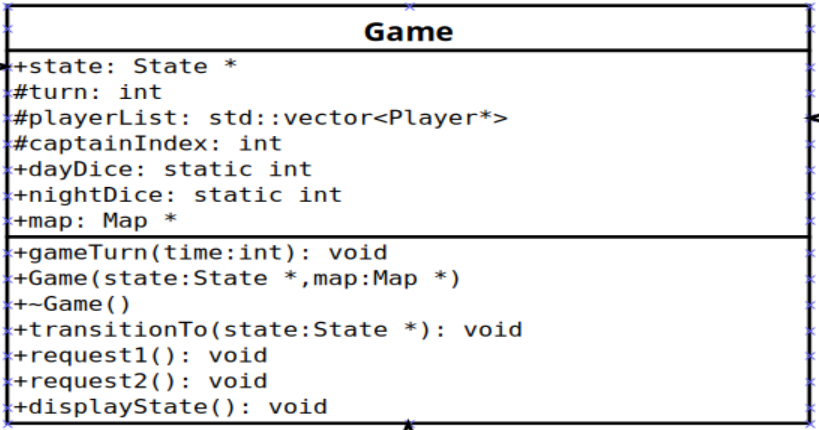 Game
+state: State *
#turn: int
#playerList: std::vector<Player*>
#captainIndex: int
+dayDice: static int
+nightDice: static int
+map: Map *
+gameTurn(time:int): void
+Game(state:State *,map:Map *)
+~Game()
+transitionTo(state:State *): void
+request1(): void
+request2(): void
+displayState(): void